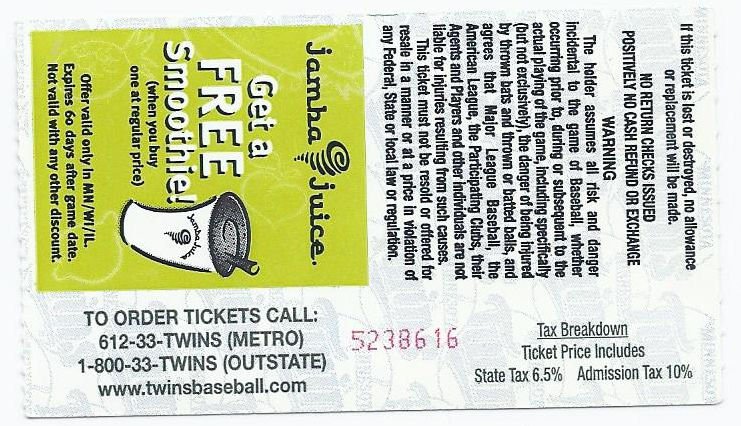 If this ticket is lost or destroyed, no allowance
or replacement will be made.
NO RETURN CHECKS ISSUED
POSITIVELY NO CASH REFUND OR EXCHANGE
WARNING
The holder assumes all risk and danger
incidental to the game of Baseball, whether
occurring prior to, during or subsequent to the
actual playing of the game, including specifically
(but not exclusively), the danger of being injured
by thrown bats and thrown or batted balls, and
agrees that Major League Baseball, the
American League, the Participating Clubs, their
Agents and Players and other individuals are not
liable for injuries resulting from such causes.
This ticket must not be resold or offered for
resale in a manner or at a price in violation of
any Federal, State or local law or regulation.
jamba juice.
Get a
FREE
Smoothie!
(when you buy
one at regular price)
jamba juice
Offer valid only in MN/WI/IL.
Expires 60 days after game date.
Not valid with any other discount.
TO ORDER TICKETS CALL:
612-33-TWINS (METRO)
1-800-33-TWINS (OUTSTATE)
www.twinsbaseball.com
5238616
Tax Breakdown
Ticket Price Includes
State Tax 6.5% Admission Tax 10%